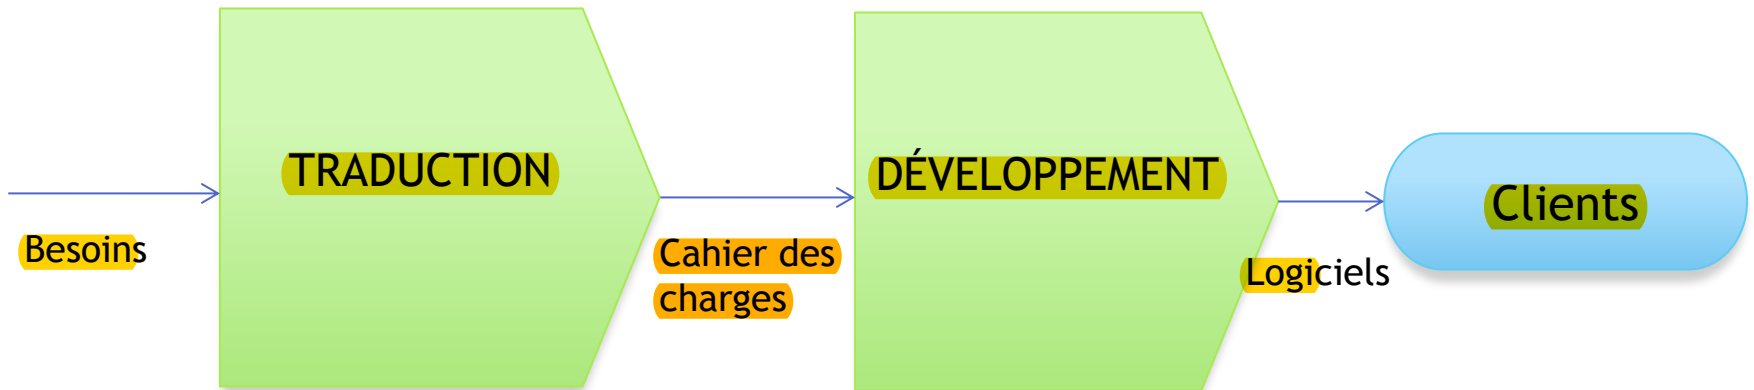 TRADUCTION
DÉVELOPPEMENT
Clients
Besoins
Cahier des
charges
Logiciels